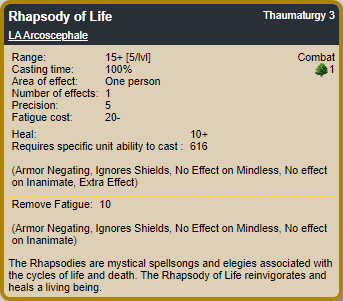 Rhapsody of Life Thaumaturgy 3
LA Arcoscephale
Range: 15+ [5/lvl] Combat
Casting time: 100% 1
Area of effect: One person
Number of effects: 1
Precision: 5
Fatigue cost: 20-
Heal: 10+
Requires specific unit ability to cast : 616
(Armor Negating, Ignores Shields, No Effect on Mindless, No effect
on Inanimate, Extra Effect)
Remove Fatigue: 10
(Armor Negating, Ignores Shields, No Effect on Mindless, No effect
on Inanimate)
The Rhapsodies are mystical spellsongs and elegies associated with
the cycles of life and death. The Rhapsody of Life reinvigorates and
heals a living being.